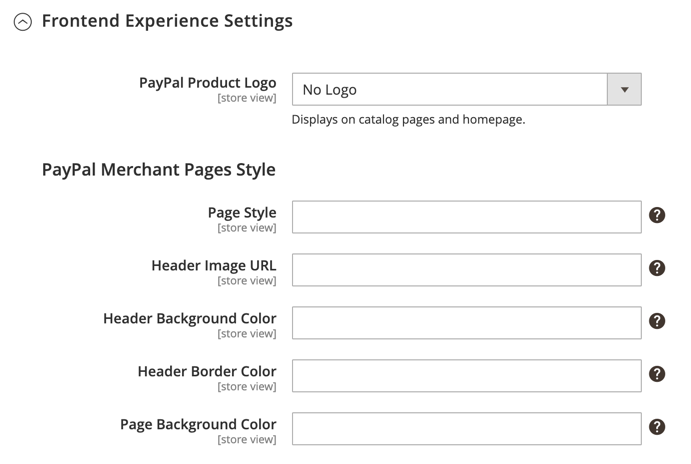 Frontend Experience Settings
PayPal Product Logo
[store view]
No Logo
Displays on catalog pages and homepage.
PayPal Merchant Pages Style
Page Style
[store view]
?
Header Image URL
[store view]
?
Header Background Color
[store view]
?
Header Border Color
[store view]
?
Page Background Color
[store view]
?